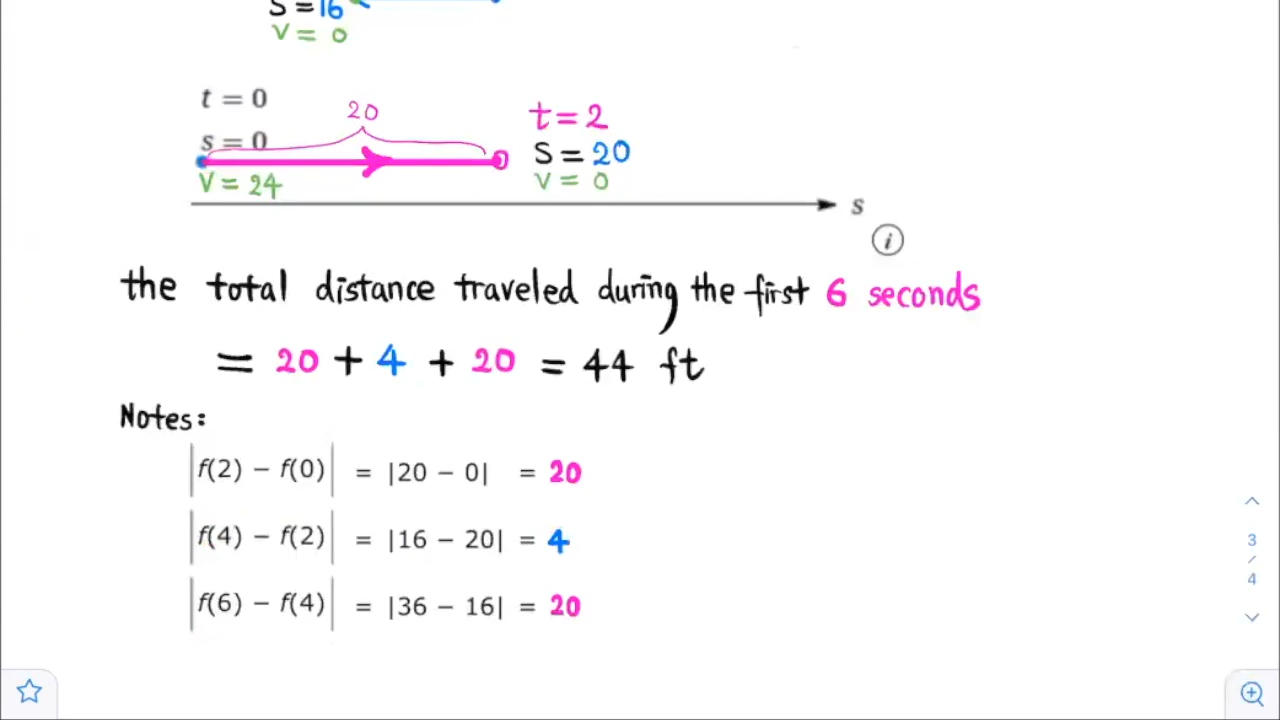 S = 16
V = 0
t = 0
20
t = 2
s = 0
S = 20
V = 24
V = 0
s
i
the total distance traveled during the first 6 seconds
= 20 + 4 + 20 = 44 ft
Notes:
|f(2) − f(0)| = |20 − 0| = 20
|f(4) − f(2)| = |16 − 20| = 4
|f(6) − f(4)| = |36 − 16| = 20
3
/
4